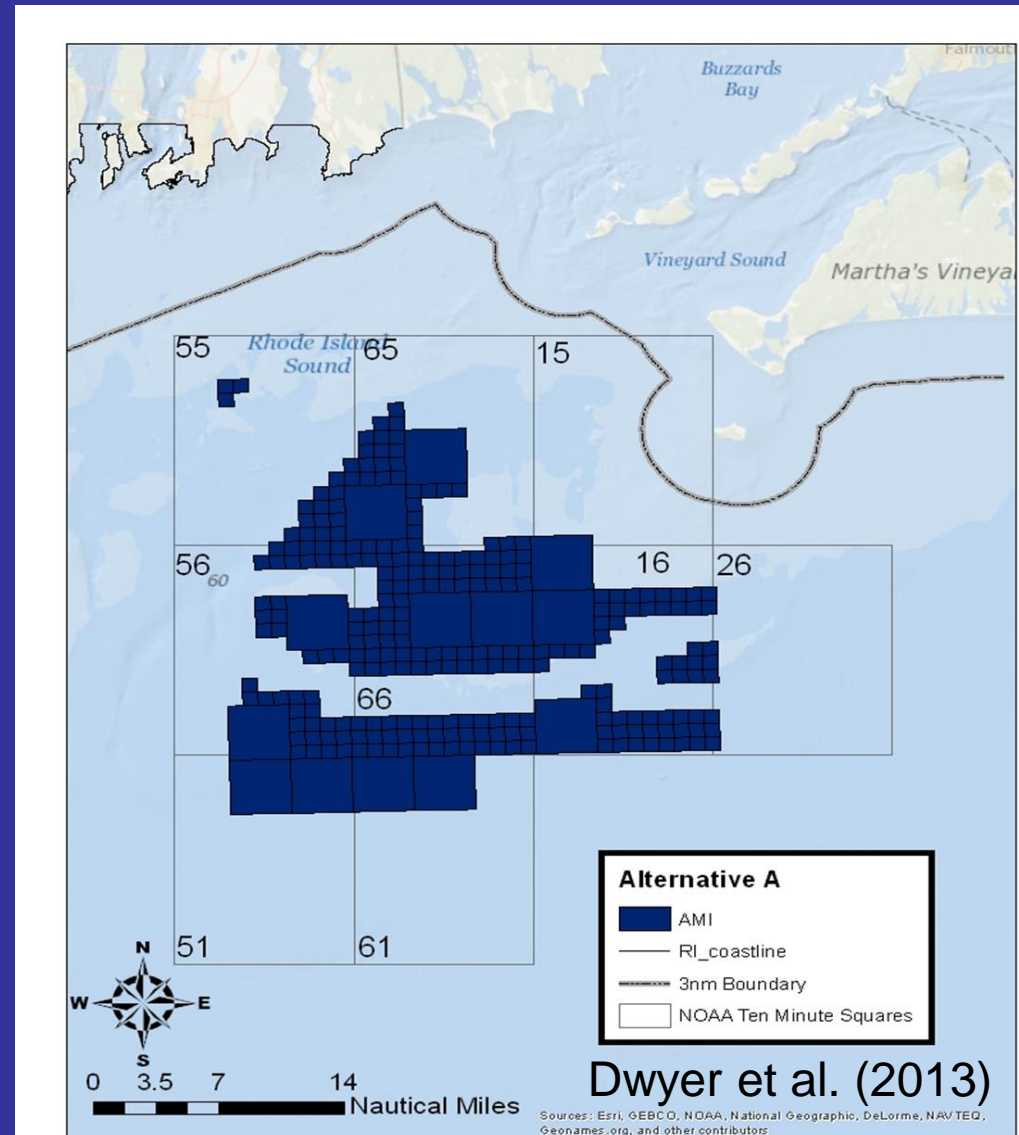 Falmout
Buzzards
Bay
Vineyard Sound
Martha's Vineya
55
Rhode Island
Sound
65
15
56
60
16
26
66
51
61
N
W
E
S
0 3.5 7 14
Nautical Miles
Alternative A
AMI
RI_coastline
3nm Boundary
NOAA Ten Minute Squares
Dwyer et al. (2013)
Sources: Esri, GEBCO, NOAA, National Geographic, DeLorme, NAVTEQ,
Geonames.org, and other contributors